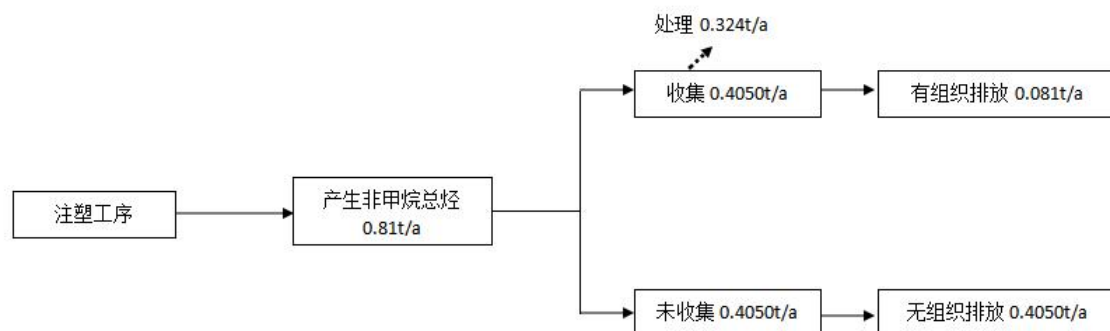 处理 0.324t/a
收集 0.4050t/a
有组织排放 0.081t/a
注塑工序
产生非甲烷总烃
0.81t/a
未收集 0.4050t/a
无组织排放 0.4050t/a